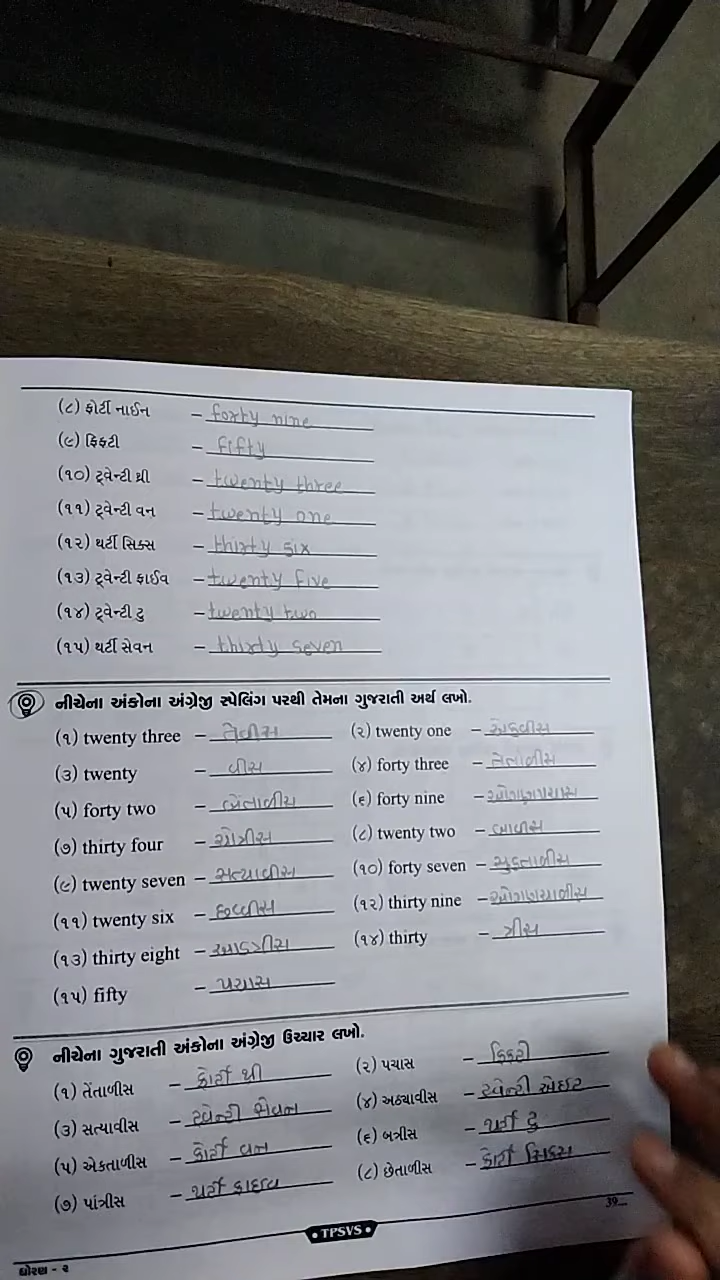 (૮) ફોર્ટી નાઈન – forty nine
(૯) ફિફ્ટી – fifty
(૧૦) ટ્વેન્ટી થ્રી – twenty three
(૧૧) ટ્વેન્ટી વન – twenty one
(૧૨) થર્ટી સિક્સ – thirty six
(૧૩) ટ્વેન્ટી ફાઈવ – twenty five
(૧૪) ટ્વેન્ટી ટુ – twenty two
(૧૫) થર્ટી સેવન – thirty seven
નીચેના અંકોના અંગ્રેજી સ્પેલિંગ પરથી તેમના ગુજરાતી અર્થ લખો.
(૧) twenty three – તેવીસ (૨) twenty one – એકવીસ
(૩) twenty – વીસ (૪) forty three – તેતાળીસ
(૫) forty two – બેંતાળીસ (૬) forty nine – ઓગણપચાસ
(૭) thirty four – ચોત્રીસ (૮) twenty two – બાવીસ
(૯) twenty seven – સત્યાવીસ (૧૦) forty seven – સુડતાળીસ
(૧૧) twenty six – છવ્વીસ (૧૨) thirty nine – ઓગણચાળીસ
(૧૩) thirty eight – આડત્રીસ (૧૪) thirty – ત્રીસ
(૧૫) fifty – પચાસ
નીચેના ગુજરાતી અંકોના અંગ્રેજી ઉચ્ચાર લખો.
(૧) તેંતાળીસ – ફોર્ટી થ્રી (૨) પચાસ – ફિફ્ટી
(૩) સત્યાવીસ – ટ્વેન્ટી સેવન (૪) અઠ્યાવીસ – ટ્વેન્ટી એઈટ
(૫) એકતાળીસ – ફોર્ટી વન (૬) બત્રીસ – થર્ટી ટુ
(૭) પાંત્રીસ – થર્ટી ફાઈવ (૮) છેતાળીસ – ફોર્ટી સિક્સ
39
• TPSVS •
ધોરણ - ૨